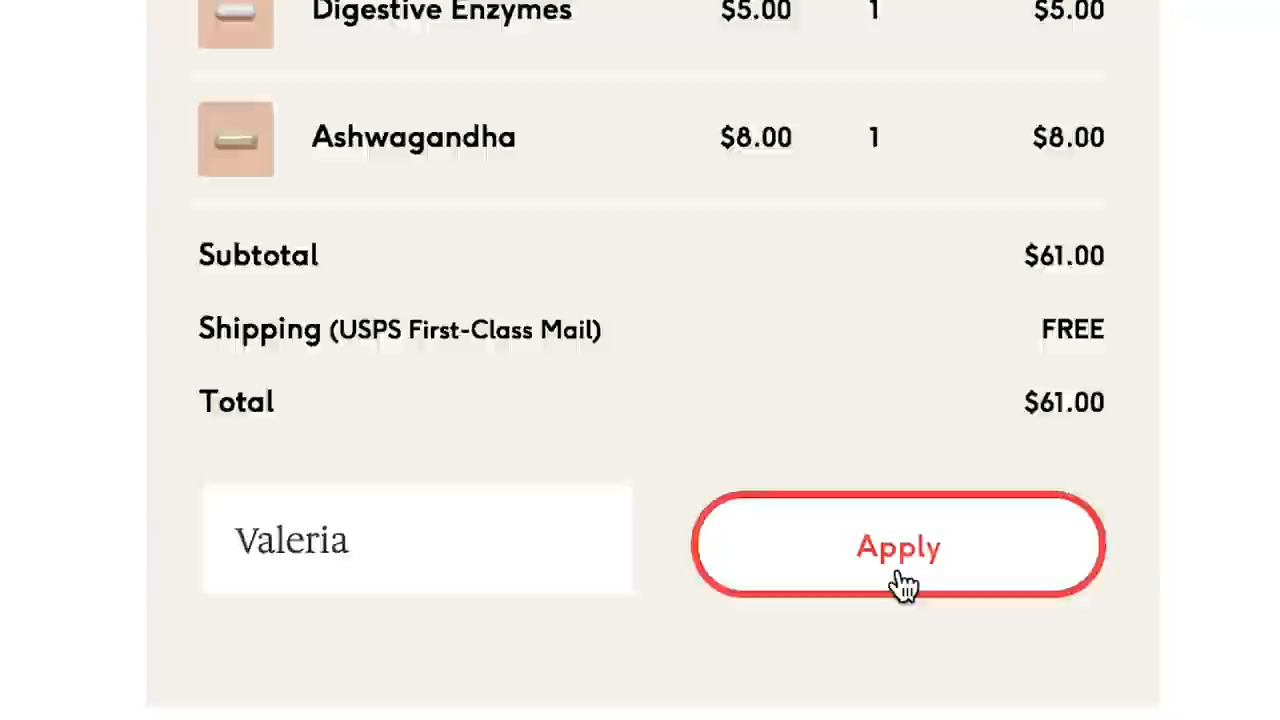 Digestive Enzymes $5.00 1 $5.00
Ashwagandha $8.00 1 $8.00
Subtotal $61.00
Shipping (USPS First-Class Mail) FREE
Total $61.00
Valeria Apply